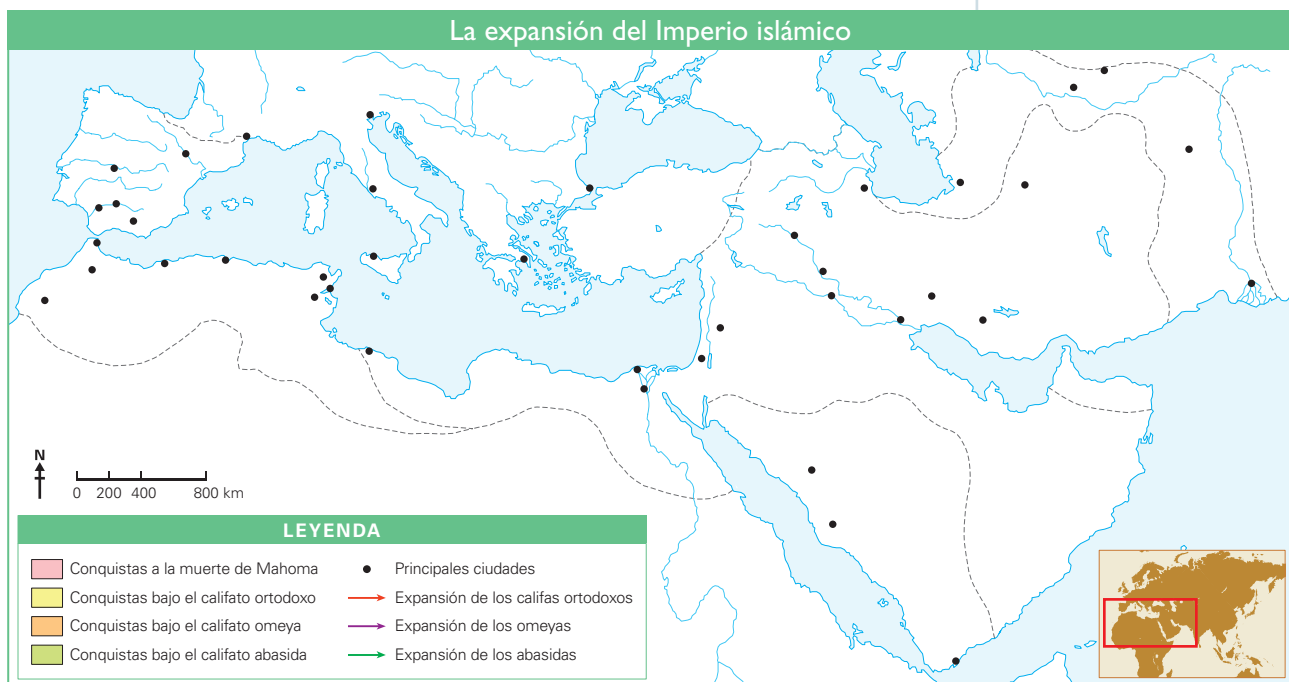 La expansión del Imperio islámico
N
0 200 400 800 km
LEYENDA
Conquistas a la muerte de Mahoma
Conquistas bajo el califato ortodoxo
Conquistas bajo el califato omeya
Conquistas bajo el califato abasida
Principales ciudades
Expansión de los califas ortodoxos
Expansión de los omeyas
Expansión de los abasidas